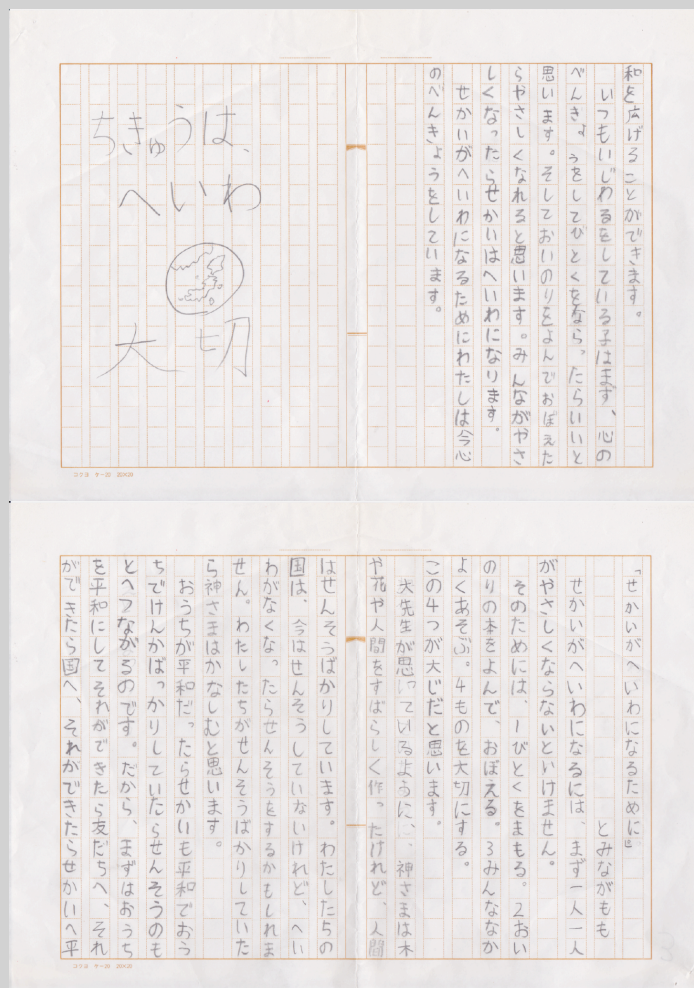 「せかいがへいわになるために」
とみながもも
せかいがへいわになるには、まず一人一人
がやさしくならないといけません。
そのためには、1びとくをまもる。2おい
のりの本をよんで、おぼえる。3みんななか
よくあそぶ。4ものを大切にする。
この4つが大じだと思います。
大先生が思っているように、神さまは木
や花や人間をすばらしく作ったけれど、人間
はせんそうばかりしています。わたしたちの
国は、今はせんそうしていないけれど、へい
わがなくなったらせんそうをするかもしれま
せん。わたしたちがせんそうばかりしていた
ら神さまはかなしむと思います。
おうちが平和だったらせかいも平和でおう
ちでけんかばっかりしていたらせんそうのも
とへつながるのです。だから、まずはおうち
を平和にしてそれができたら友だちへ、それ
ができたら国へ、それができたらせかいへ平
和を広げることができます。
いつもいじわるをしている子はまず、心の
べんきょうをしてびとくをならったらいいと
思います。そしておいのりをよんでおぼえた
らやさしくなれると思います。みんながやさ
しくなったらせかいはへいわになります。
せかいがへいわになるためにわたしは今心
のべんきょうをしています。
ちきゅうは、
へいわ
大切
コクヨ ケ-20 20×20
コクヨ ケ-20 20×20